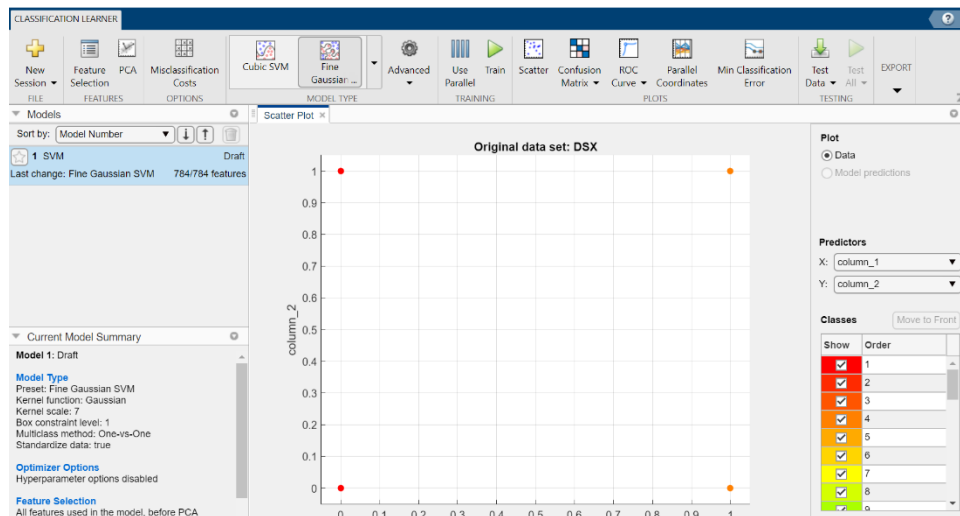 CLASSIFICATION LEARNER
?
New
Session
Feature
Selection
PCA
Misclassification
Costs
Cubic SVM
Fine
Gaussian ...
Advanced
Use
Parallel
Train
Scatter
Confusion
Matrix
ROC
Curve
Parallel
Coordinates
Min Classification
Error
Test
Data
Test
All
EXPORT
FILE
FEATURES
OPTIONS
MODEL TYPE
TRAINING
PLOTS
TESTING
Models
Sort by:
Model Number
1 SVM
Draft
Last change: Fine Gaussian SVM
784/784 features
Current Model Summary
Model 1: Draft
Model Type
Preset: Fine Gaussian SVM
Kernel function: Gaussian
Kernel scale: 7
Box constraint level: 1
Multiclass method: One-vs-One
Standardize data: true
Optimizer Options
Hyperparameter options disabled
Feature Selection
All features used in the model, before PCA
Scatter Plot
Original data set: DSX
1
0.9
0.8
0.7
0.6
0.5
0.4
0.3
0.2
0.1
0
column_2
0 0.1 0.2 0.3 0.4 0.5 0.6 0.7 0.8 0.9 1
Plot
Data
Model predictions
Predictors
X: column_1
Y: column_2
Classes
Move to Front
Show Order
1
2
3
4
5
6
7
8
9